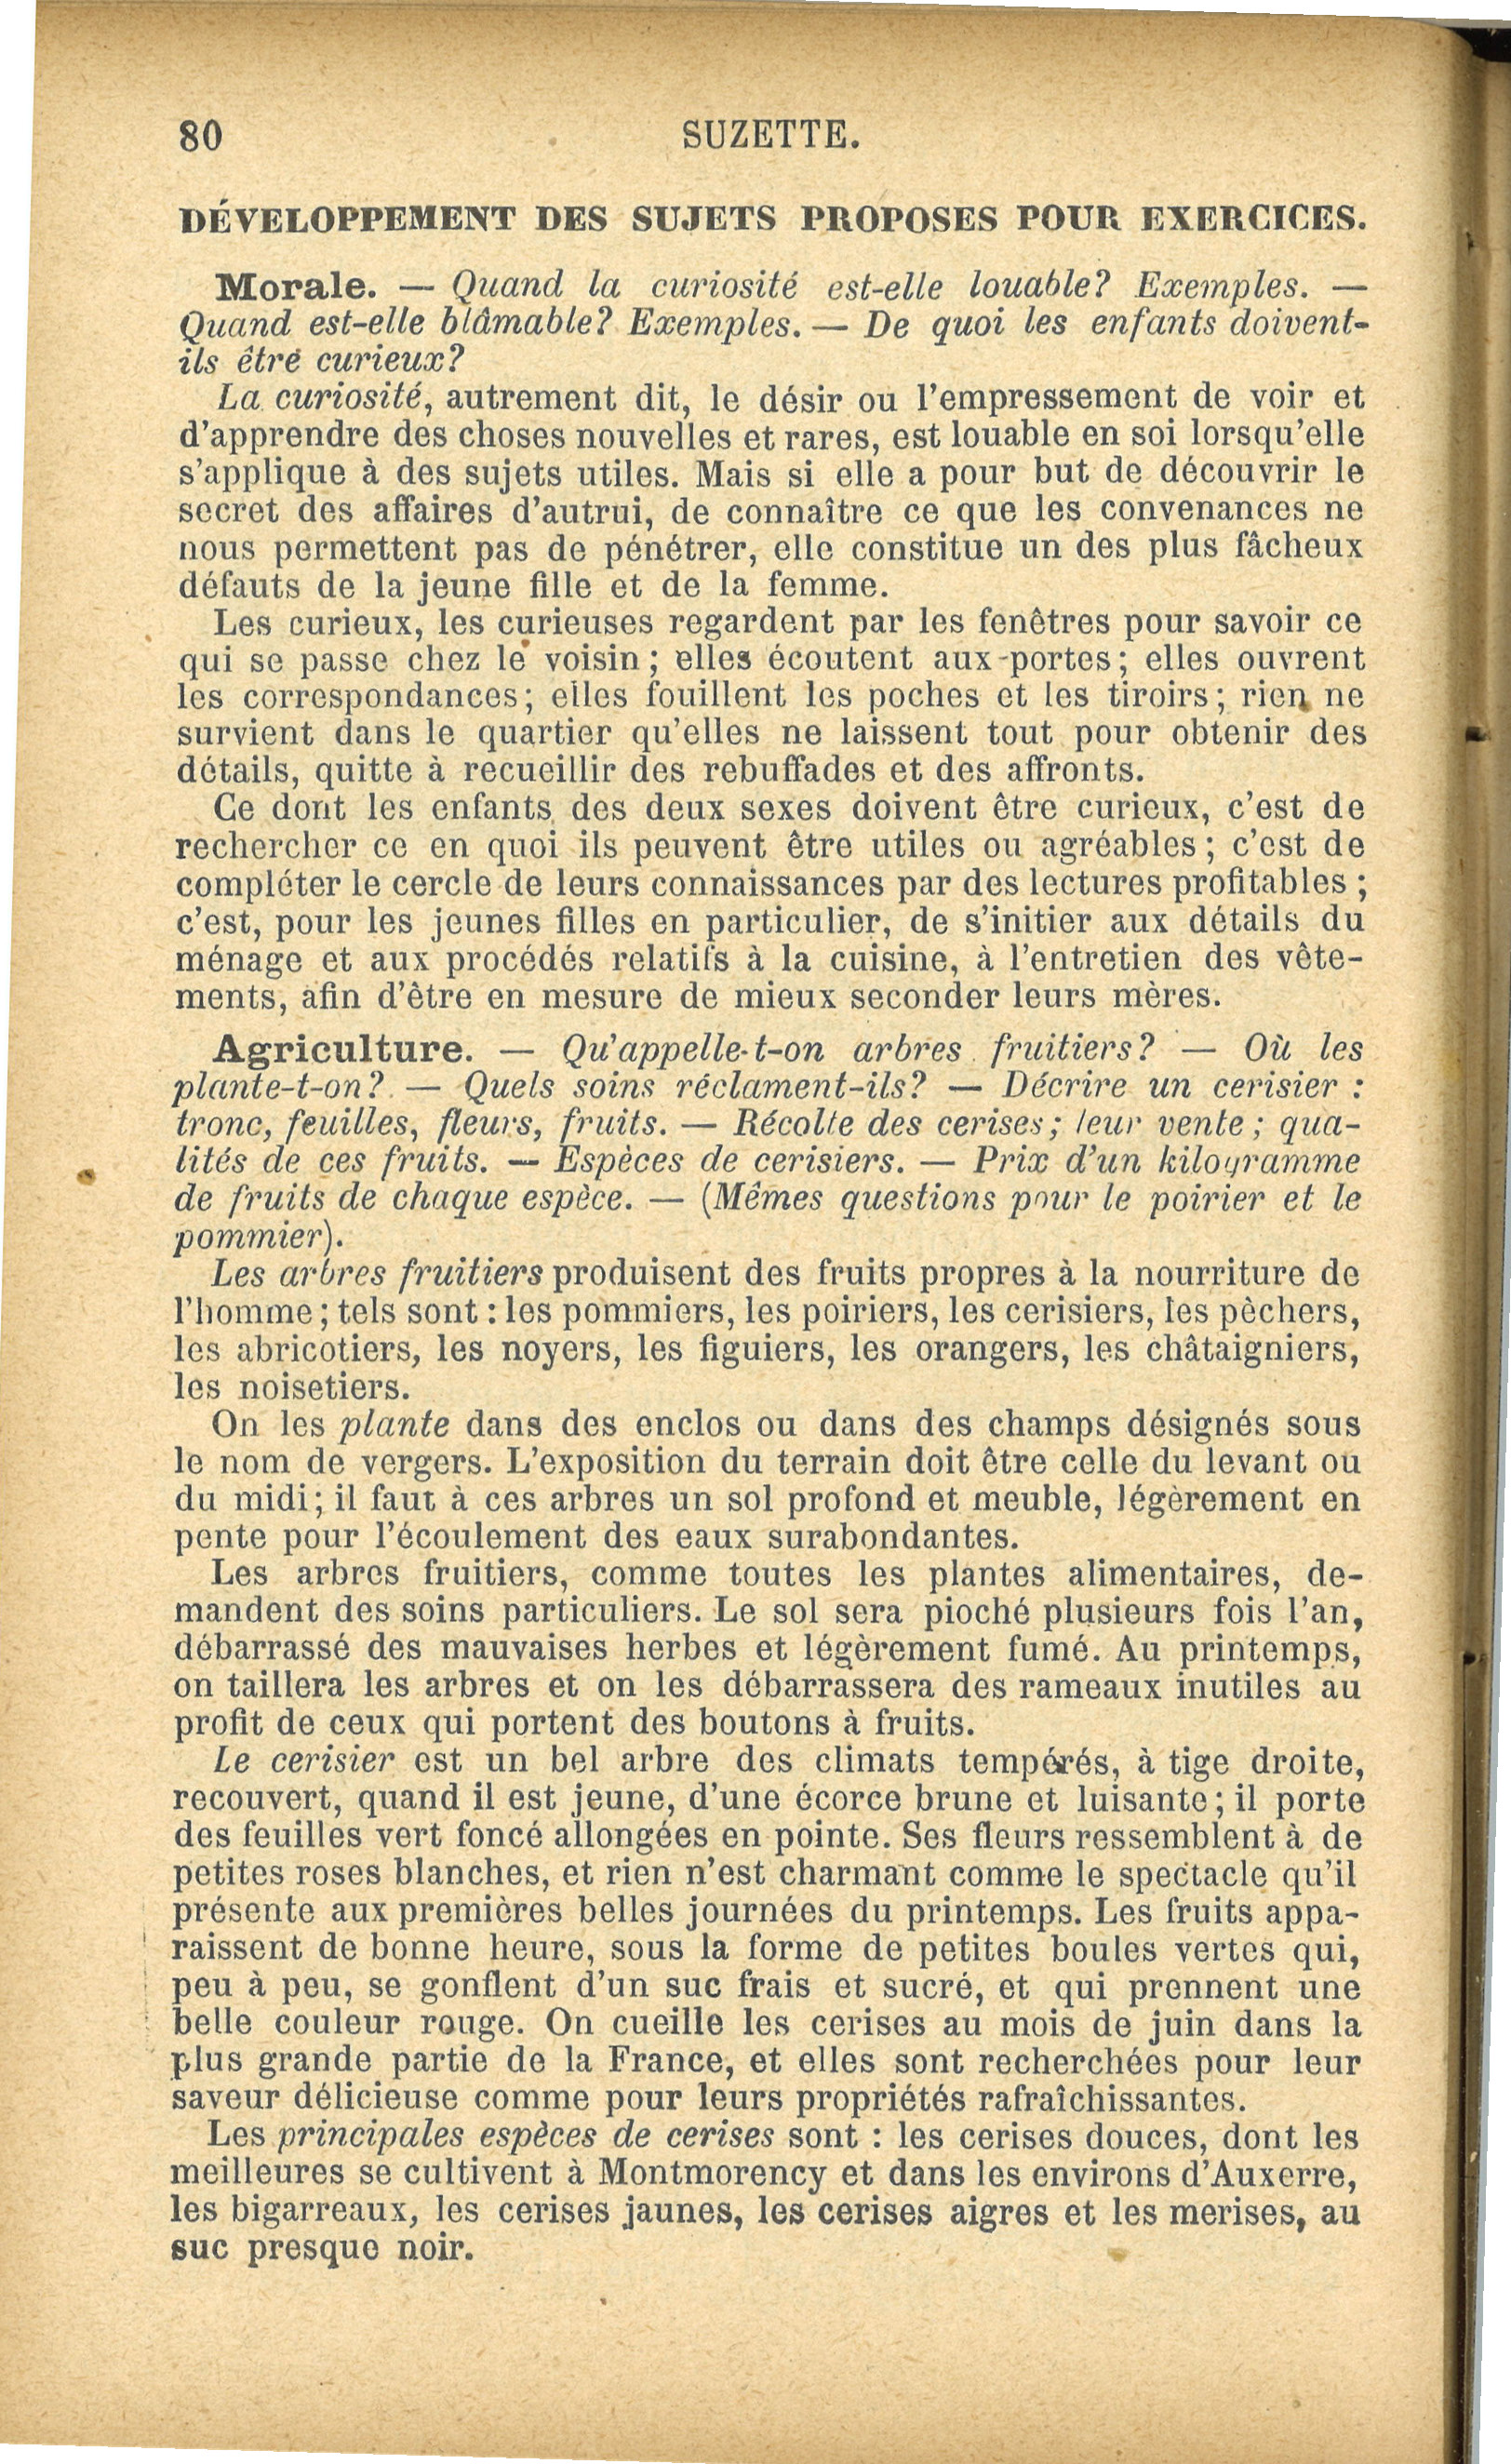 80 SUZETTE.
DÉVELOPPEMENT DES SUJETS PROPOSES POUR EXERCICES.
Morale. — Quand la curiosité est-elle louable? Exemples. —
Quand est-elle blâmable? Exemples. — De quoi les enfants doivent-
ils être curieux?
La curiosité, autrement dit, le désir ou l'empressement de voir et
d'apprendre des choses nouvelles et rares, est louable en soi lorsqu'elle
s'applique à des sujets utiles. Mais si elle a pour but de découvrir le
secret des affaires d'autrui, de connaître ce que les convenances ne
nous permettent pas de pénétrer, elle constitue un des plus fâcheux
défauts de la jeune fille et de la femme.
Les curieux, les curieuses regardent par les fenêtres pour savoir ce
qui se passe chez le voisin; elles écoutent aux portes; elles ouvrent
les correspondances; elles fouillent les poches et les tiroirs; rien ne
survient dans le quartier qu'elles ne laissent tout pour obtenir des
détails, quitte à recueillir des rebuffades et des affronts.
Ce dont les enfants des deux sexes doivent être curieux, c'est de
rechercher ce en quoi ils peuvent être utiles ou agréables; c'est de
compléter le cercle de leurs connaissances par des lectures profitables;
c'est, pour les jeunes filles en particulier, de s'initier aux détails du
ménage et aux procédés relatifs à la cuisine, à l'entretien des vête-
ments, afin d'être en mesure de mieux seconder leurs mères.
Agriculture. — Qu'appelle-t-on arbres fruitiers? — Où les
plante-t-on? — Quels soins réclament-ils? — Décrire un cerisier :
tronc, feuilles, fleurs, fruits. — Récolte des cerises; leur vente; qua-
lités de ces fruits. — Espèces de cerisiers. — Prix d'un kilogramme
de fruits de chaque espèce. — (Mêmes questions pour le poirier et le
pommier).
Les arbres fruitiers produisent des fruits propres à la nourriture de
l'homme; tels sont : les pommiers, les poiriers, les cerisiers, les pêchers,
les abricotiers, les noyers, les figuiers, les orangers, les châtaigniers,
les noisetiers.
On les plante dans des enclos ou dans des champs désignés sous
le nom de vergers. L'exposition du terrain doit être celle du levant ou
du midi; il faut à ces arbres un sol profond et meuble, légèrement en
pente pour l'écoulement des eaux surabondantes.
Les arbres fruitiers, comme toutes les plantes alimentaires, de-
mandent des soins particuliers. Le sol sera pioché plusieurs fois l'an,
débarrassé des mauvaises herbes et légèrement fumé. Au printemps,
on taillera les arbres et on les débarrassera des rameaux inutiles au
profit de ceux qui portent des boutons à fruits.
Le cerisier est un bel arbre des climats tempérés, à tige droite,
recouvert, quand il est jeune, d'une écorce brune et luisante; il porte
des feuilles vert foncé allongées en pointe. Ses fleurs ressemblent à de
petites roses blanches, et rien n'est charmant comme le spectacle qu'il
présente aux premières belles journées du printemps. Les fruits appa-
raissent de bonne heure, sous la forme de petites boules vertes qui,
peu à peu, se gonflent d'un suc frais et sucré, et qui prennent une
belle couleur rouge. On cueille les cerises au mois de juin dans la
plus grande partie de la France, et elles sont recherchées pour leur
saveur délicieuse comme pour leurs propriétés rafraîchissantes.
Les principales espèces de cerises sont : les cerises douces, dont les
meilleures se cultivent à Montmorency et dans les environs d'Auxerre,
les bigarreaux, les cerises jaunes, les cerises aigres et les merises, au
suc presque noir.